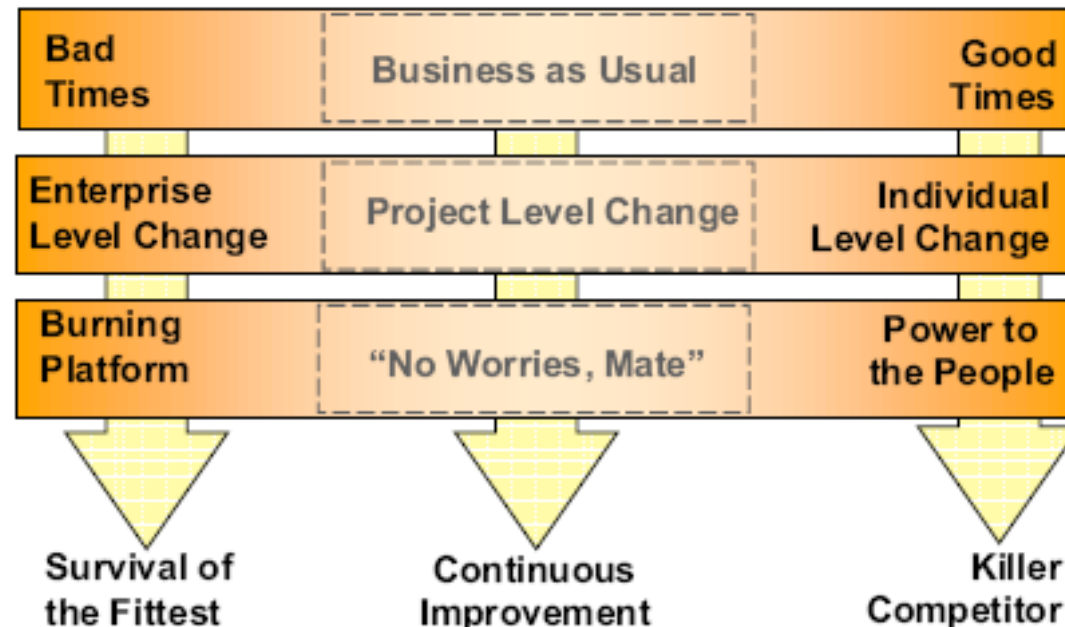 Bad
Times
Business as Usual
Good
Times
Enterprise
Level Change
Project Level Change
Individual
Level Change
Burning
Platform
“No Worries, Mate”
Power to
the People
Survival of
the Fittest
Continuous
Improvement
Killer
Competitor